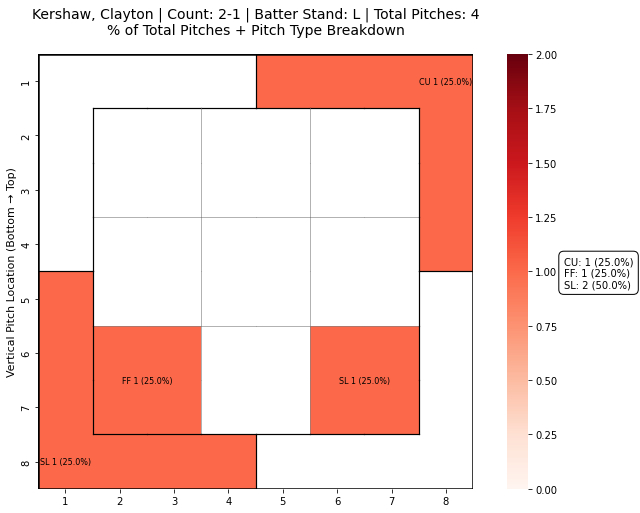 Kershaw, Clayton | Count: 2-1 | Batter Stand: L | Total Pitches: 4
% of Total Pitches + Pitch Type Breakdown
Vertical Pitch Location (Bottom → Top)
1
2
3
4
5
6
7
8
CU 1 (25.0%)
FF 1 (25.0%)
SL 1 (25.0%)
SL 1 (25.0%)
1
2
3
4
5
6
7
8
2.00
1.75
1.50
1.25
1.00
0.75
0.50
0.25
0.00
CU: 1 (25.0%)
FF: 1 (25.0%)
SL: 2 (50.0%)